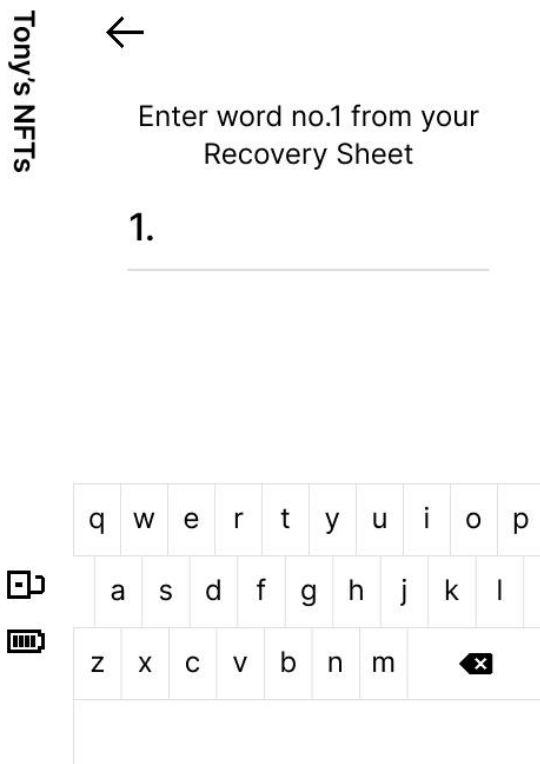 Tony's NFTs
Enter word no.1 from your
Recovery Sheet
1.
q w e r t y u i o p
a s d f g h j k l
z x c v b n m